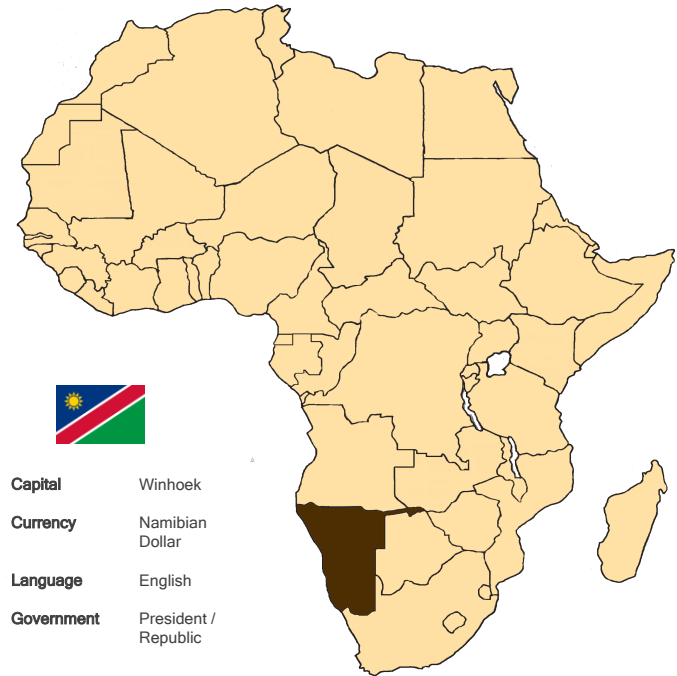 Capital Winhoek
Currency Namibian
Dollar
Language English
Government President /
Republic